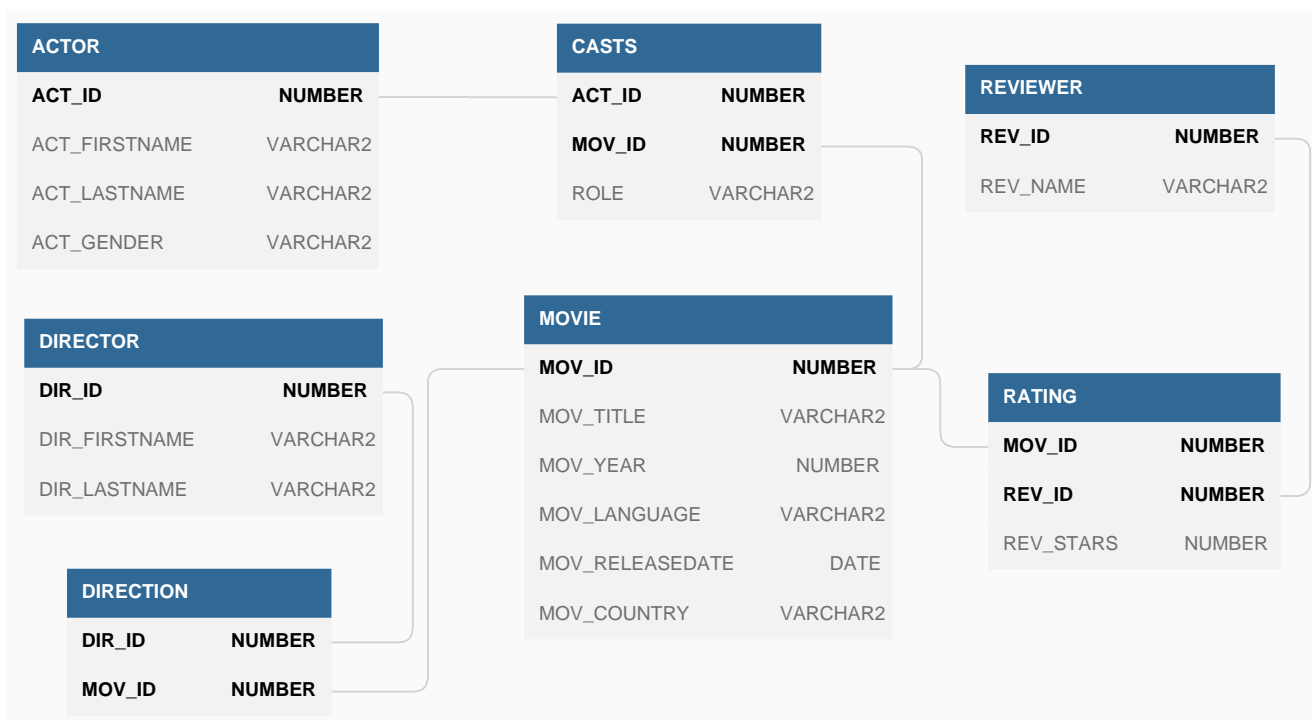 ACTOR
ACT_ID NUMBER
ACT_FIRSTNAME VARCHAR2
ACT_LASTNAME VARCHAR2
ACT_GENDER VARCHAR2
CASTS
ACT_ID NUMBER
MOV_ID NUMBER
ROLE VARCHAR2
REVIEWER
REV_ID NUMBER
REV_NAME VARCHAR2
DIRECTOR
DIR_ID NUMBER
DIR_FIRSTNAME VARCHAR2
DIR_LASTNAME VARCHAR2
MOVIE
MOV_ID NUMBER
MOV_TITLE VARCHAR2
MOV_YEAR NUMBER
MOV_LANGUAGE VARCHAR2
MOV_RELEASEDATE DATE
MOV_COUNTRY VARCHAR2
RATING
MOV_ID NUMBER
REV_ID NUMBER
REV_STARS NUMBER
DIRECTION
DIR_ID NUMBER
MOV_ID NUMBER